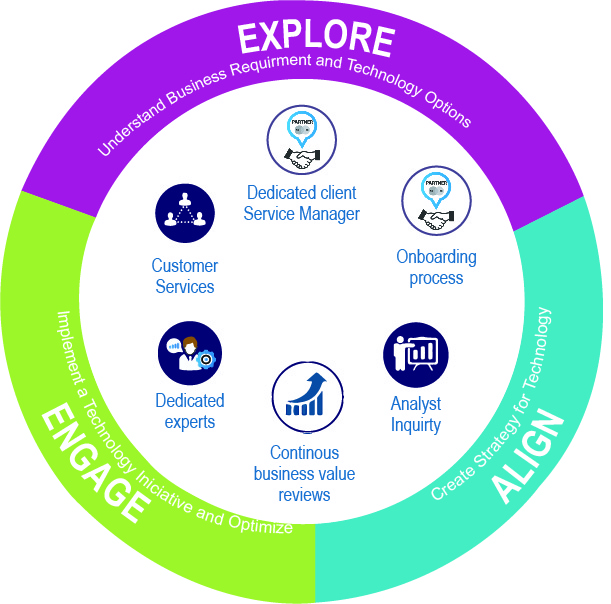 EXPLORE
Understand Business Requirment and Technology Options
PARTNER
Dedicated client
Service Manager
PARTNER
Onboarding
process
Customer
Services
Dedicated
experts
Continous
business value
reviews
Analyst
Inquirty
ENGAGE
Implement a Technology Iniciative and Optimize
ALIGN
Create Strategy for Technology